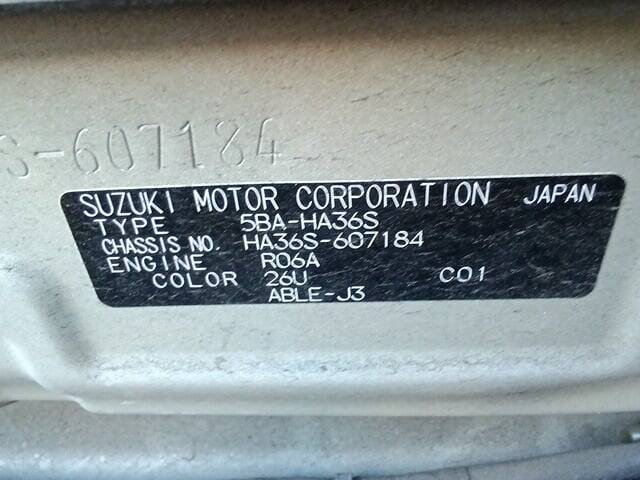 S-607184
SUZUKI MOTOR CORPORATION JAPAN
TYPE 5BA-HA36S
CHASSIS NO. HA36S-607184
ENGINE R06A
COLOR 26U C01
ABLE-J3